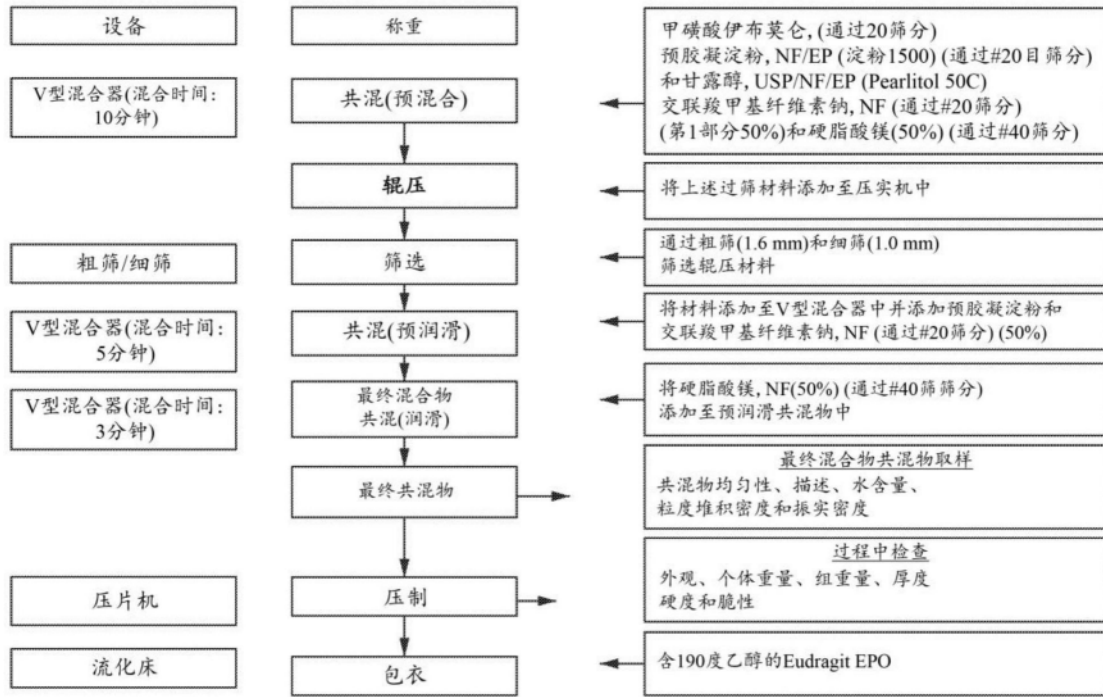 设备
称重
甲磺酸伊布莫仑, (通过20筛分)
预胶凝淀粉, NF/EP (淀粉1500) (通过#20目筛分)
和甘露醇, USP/NF/EP (Pearlitol 50C)
交联羧甲基纤维素钠, NF (通过#20筛分)
(第1部分50%)和硬脂酸镁(50%) (通过#40筛分)
V型混合器(混合时间:
10分钟)
共混(预混合)
辊压
将上述过筛材料添加至压实机中
粗筛/细筛
筛选
通过粗筛(1.6 mm)和细筛(1.0 mm)
筛选辊压材料
V型混合器(混合时间:
5分钟)
共混(预润滑)
将材料添加至V型混合器中并添加预胶凝淀粉和
交联羧甲基纤维素钠, NF (通过#20筛分) (50%)
V型混合器(混合时间:
3分钟)
最终混合物
共混(润滑)
将硬脂酸镁, NF(50%) (通过#40筛筛分)
添加至预润滑共混物中
最终共混物
最终混合物共混物取样
共混物均匀性、描述、水含量、
粒度堆积密度和振实密度
压片机
压制
过程中检查
外观、个体重量、组重量、厚度
硬度和脆性
流化床
包衣
含190度乙醇的Eudragit EPO